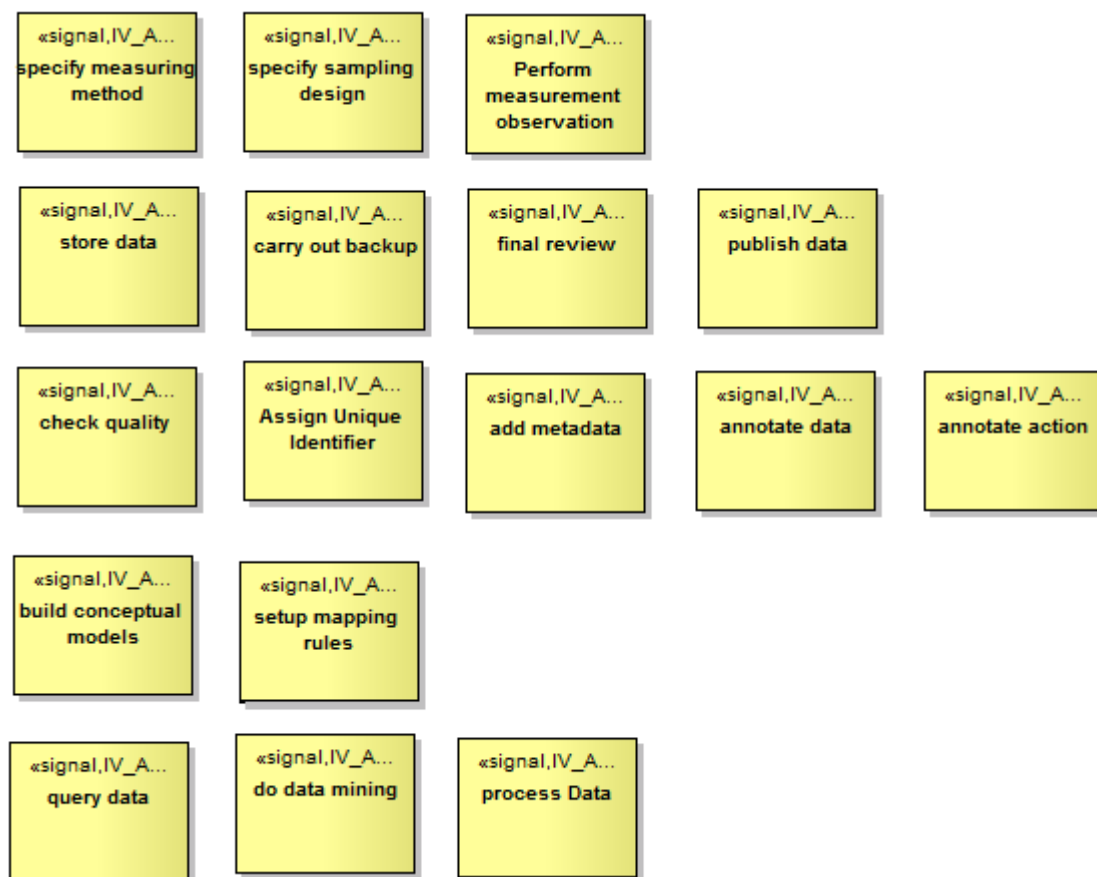 «signal,IV_A...
specify measuring
method
«signal,IV_A...
specify sampling
design
«signal,IV_A...
Perform
measurement
observation
«signal,IV_A...
store data
«signal,IV_A...
carry out backup
«signal,IV_A...
final review
«signal,IV_A...
publish data
«signal,IV_A...
check quality
«signal,IV_A...
Assign Unique
Identifier
«signal,IV_A...
add metadata
«signal,IV_A...
annotate data
«signal,IV_A...
annotate action
«signal,IV_A...
build conceptual
models
«signal,IV_A...
setup mapping
rules
«signal,IV_A...
query data
«signal,IV_A...
do data mining
«signal,IV_A...
process Data